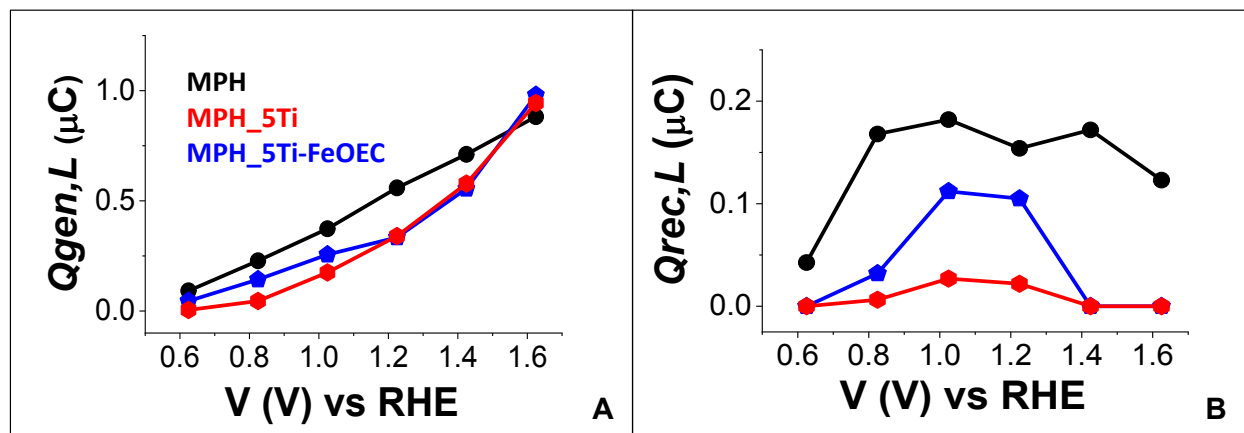 Qgen,L (μC)
1.0
0.5
0.0
MPH
MPH_5Ti
MPH_5Ti-FeOEC
0.6 0.8 1.0 1.2 1.4 1.6
V (V) vs RHE
A
Qrec,L (μC)
0.2
0.1
0.0
0.6 0.8 1.0 1.2 1.4 1.6
V (V) vs RHE
B